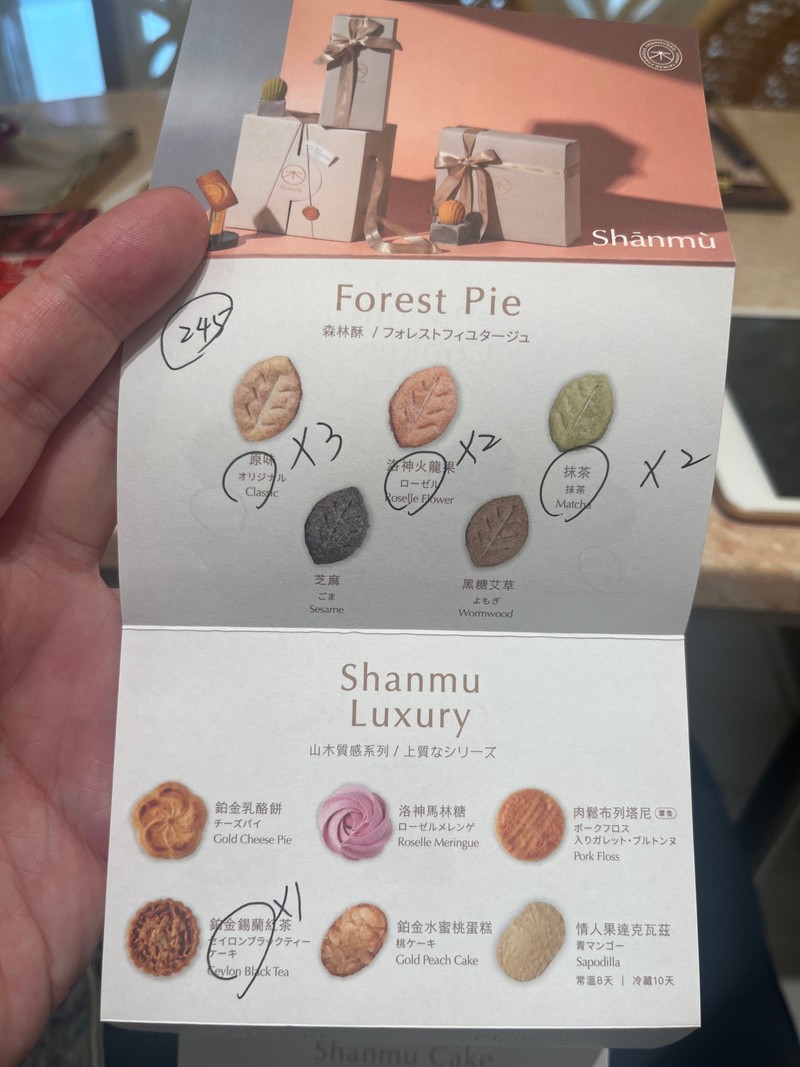 Shānmù
Forest Pie
245
森林酥 / フォレストフィユタージュ
原味
オリジナル
Classic
X3
洛神火龍果
ローゼル
Roselle Flower
X2
抹茶
抹茶
Matcha
X2
芝麻
ごま
Sesame
黑糖艾草
よもぎ
Wormwood
Shanmu
Luxury
山木質感系列 / 上質なシリーズ
鉑金乳酪餅
チーズパイ
Gold Cheese Pie
洛神馬林糖
ローゼルメレンゲ
Roselle Meringue
肉鬆布列塔尼 葷食
ポークフロス
入りガレット・ブルトンヌ
Pork Floss
鉑金錫蘭紅茶
セイロンブラックティー
ケーキ
Ceylon Black Tea
X1
鉑金水蜜桃蛋糕
桃ケーキ
Gold Peach Cake
情人果達克瓦茲
青マンゴー
Sapodilla
常溫8天 | 冷藏10天
Shanmu Cake